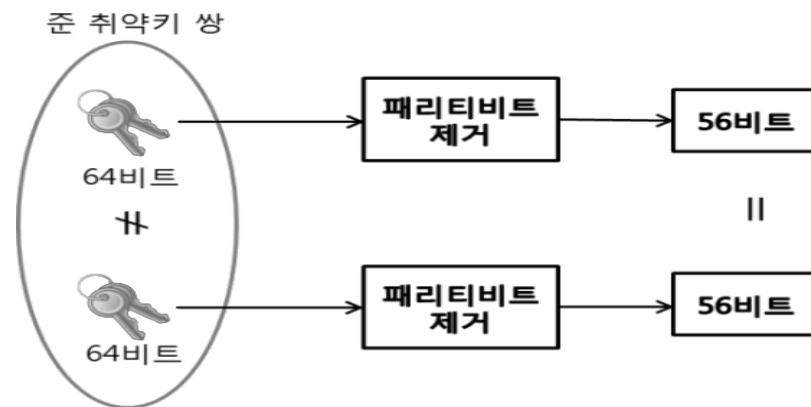 준 취약키 쌍
패리티비트
제거
56비트
64비트
≠
=
패리티비트
제거
56비트
64비트